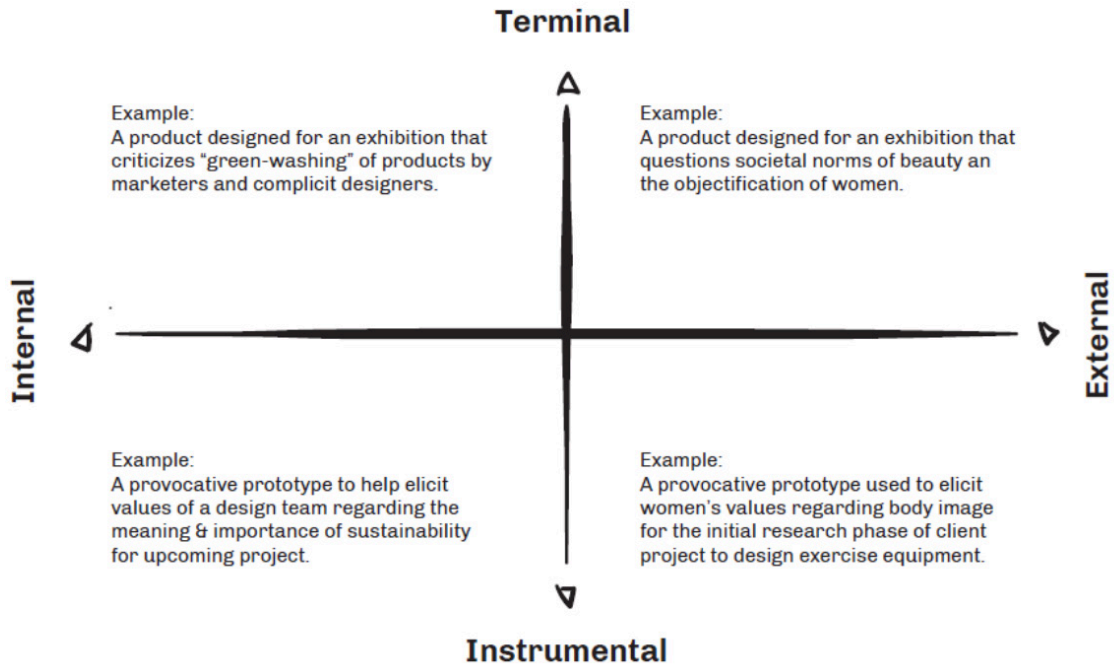 Terminal
Example:
A product designed for an exhibition that
criticizes “green-washing” of products by
marketers and complicit designers.
Example:
A product designed for an exhibition that
questions societal norms of beauty an
the objectification of women.
Internal
External
Example:
A provocative prototype to help elicit
values of a design team regarding the
meaning & importance of sustainability
for upcoming project.
Example:
A provocative prototype used to elicit
women’s values regarding body image
for the initial research phase of client
project to design exercise equipment.
Instrumental